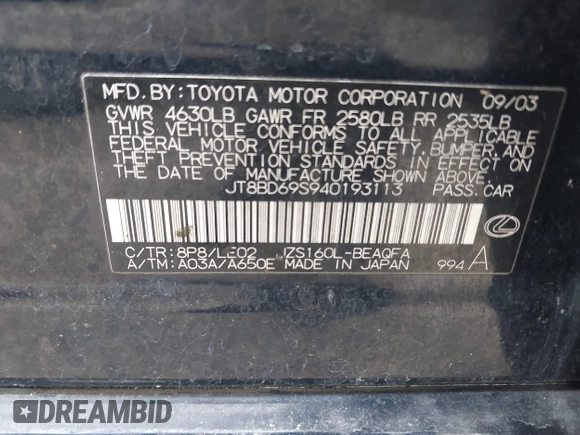 MFD. BY: TOYOTA MOTOR CORPORATION 09/03
GVWR 4630LB GAWR FR 2580LB RR 2535LB
THIS VEHICLE CONFORMS TO ALL APPLICABLE
FEDERAL MOTOR VEHICLE SAFETY, BUMPER, AND
THEFT PREVENTION STANDARDS IN EFFECT ON
THE DATE OF MANUFACTURE SHOWN ABOVE.
JT8BD69S940193113 PASS. CAR
C/TR: 8P8/LE02 JZS160L-BEAQFA
A/TM: A03A/A650E MADE IN JAPAN 994 A
DREAMBID